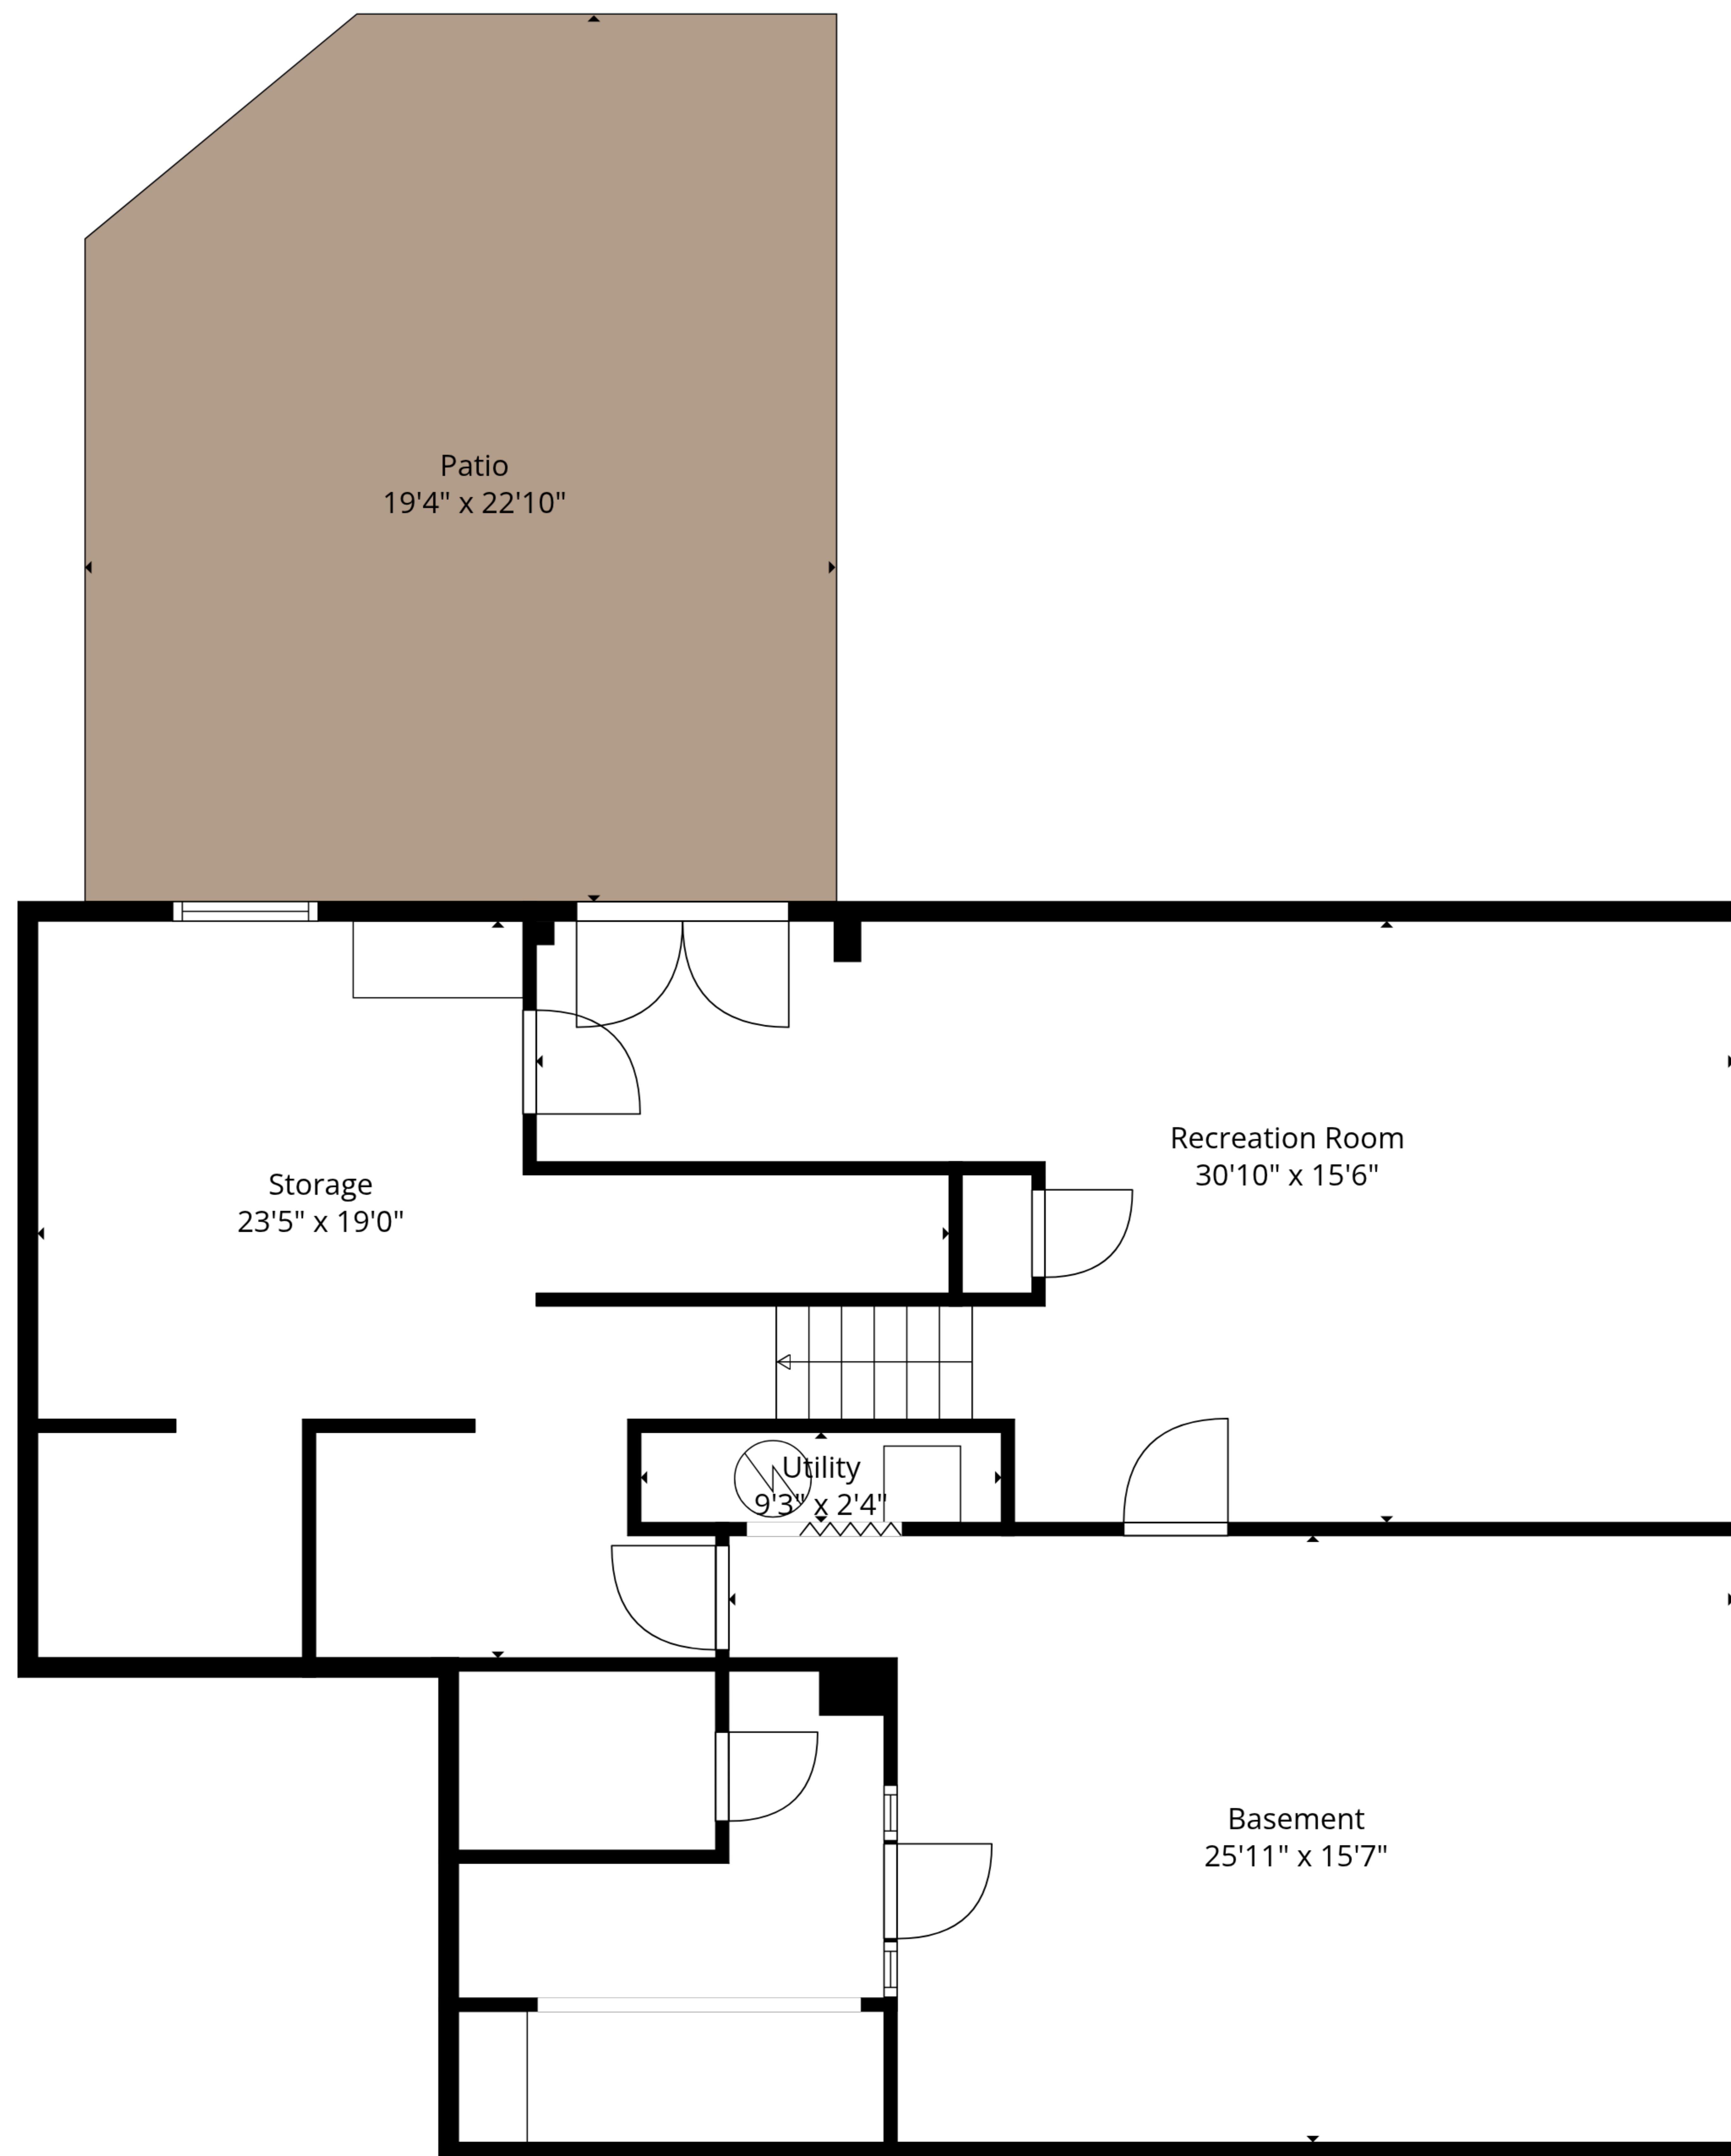 Patio
19'4" x 22'10"
Recreation Room
30'10" x 15'6"
Storage
23'5" x 19'0"
Utility
9'3" x 2'4"
Basement
25'11" x 15'7"